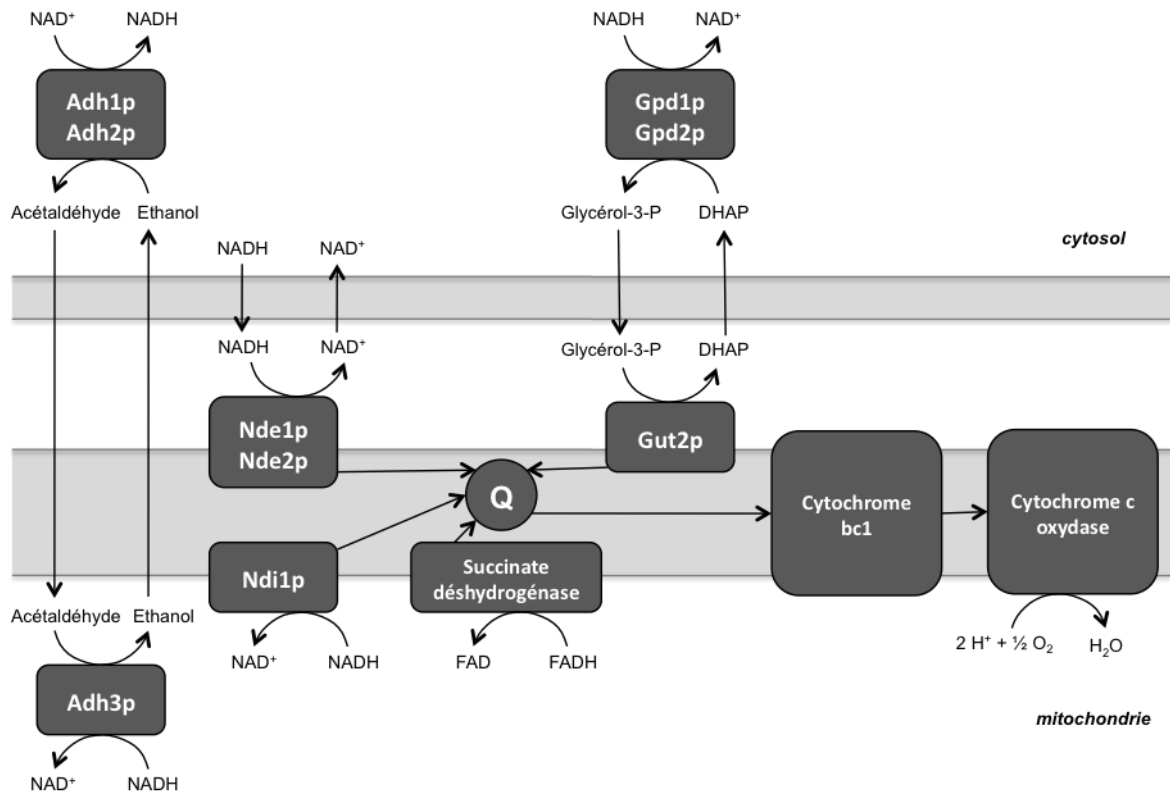 NAD⁺ NADH NADH NAD⁺
Adh1p
Adh2p
Gpd1p
Gpd2p
Acétaldéhyde Ethanol Glycérol-3-P DHAP
cytosol
NADH NAD⁺
NADH NAD⁺ Glycérol-3-P DHAP
Nde1p
Nde2p
Gut2p
Q
Cytochrome
bc1
Cytochrome c
oxydase
Ndi1p
Succinate
déshydrogénase
Acétaldéhyde Ethanol
NAD⁺ NADH FAD FADH
2 H⁺ + ½ O₂ H₂O
Adh3p
mitochondrie
NAD⁺ NADH